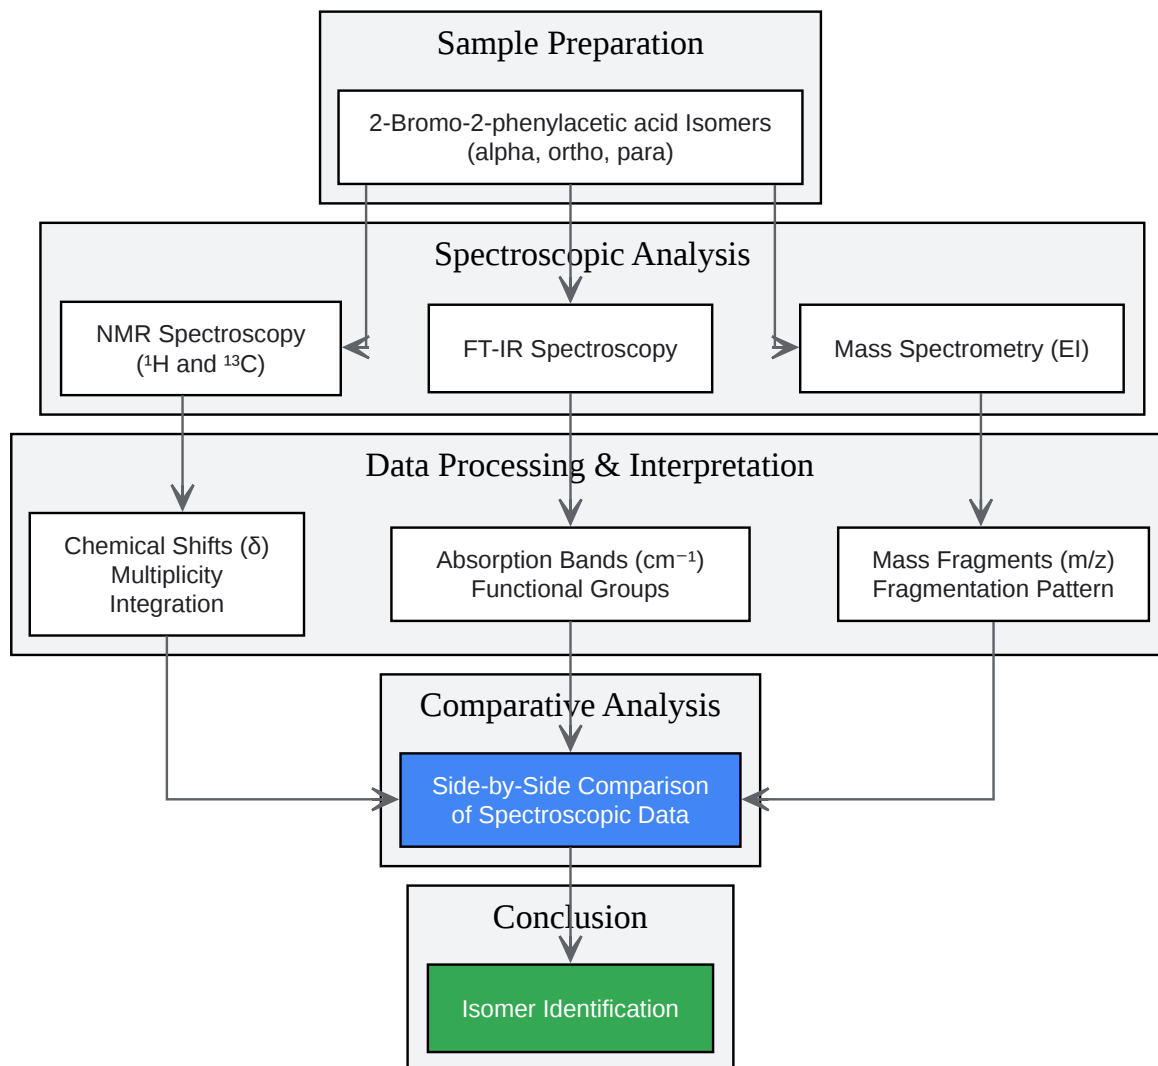 Sample Preparation
2-Bromo-2-phenylacetic acid Isomers
(alpha, ortho, para)
Spectroscopic Analysis
NMR Spectroscopy
(¹H and ¹³C)
FT-IR Spectroscopy
Mass Spectrometry (EI)
Data Processing & Interpretation
Chemical Shifts (δ)
Multiplicity
Integration
Absorption Bands (cm⁻¹)
Functional Groups
Mass Fragments (m/z)
Fragmentation Pattern
Comparative Analysis
Side-by-Side Comparison
of Spectroscopic Data
Conclusion
Isomer Identification